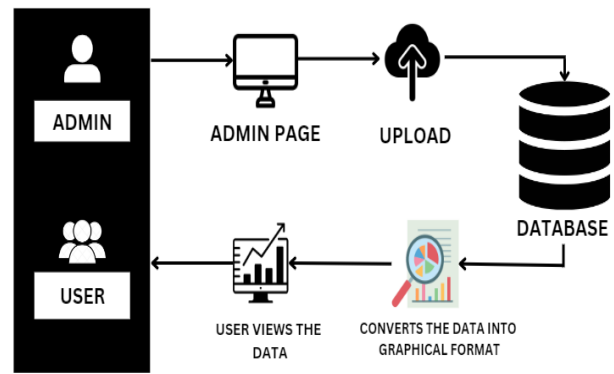 ADMIN
ADMIN PAGE
UPLOAD
DATABASE
USER
USER VIEWS THE
DATA
CONVERTS THE DATA INTO
GRAPHICAL FORMAT